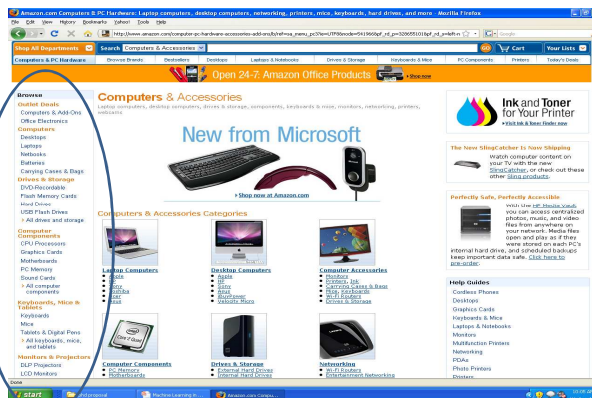 Amazon.com Computers & PC Hardware: Laptop computers, desktop computers, networking, printers, mice, keyboards, hard drives, and more - Mozilla Firefox
File Edit View History Bookmarks Yahoo! Tools Help
Google
Shop All Departments Search Computers & Accessories GO Cart Your Lists
Computers & PC Hardware Browse Brands Bestsellers Desktops Laptops & Notebooks Drives & Storage Keyboards & Mice PC Components Printers Today's Deals
Open 24-7: Amazon Office Products Shop now
Browse
Outlet Deals
Computers & Add-Ons
Office Electronics
Computers
Desktops
Laptops
Netbooks
Batteries
Carrying Cases & Bags
Drives & Storage
DVD-Recordable
Flash Memory Cards
Hard Drives
USB Flash Drives
› All drives and storage
Computer
Components
CPU Processors
Graphics Cards
Motherboards
PC Memory
Sound Cards
› All computer
components
Keyboards, Mice &
Tablets
Keyboards
Mice
Tablets & Digital Pens
› All keyboards, mice,
and tablets
Monitors & Projectors
DLP Projectors
LCD Monitors
Computers & Accessories
Laptop computers, desktop computers, drives & storage, components, keyboards & mice, monitors, networking, printers,
webcams
New from Microsoft
Shop now at Amazon.com
Computers & Accessories Categories
Laptop Computers
Apple
HP
Sony
Toshiba
Acer
Asus
Desktop Computers
Apple
HP
Sony
iBuyPower
Velocity Micro
Computer Accessories
Monitors
Printers, Ink
Carrying Cases & Bags
Mice, Keyboards
Wi-Fi Routers
Drives & Storage
Computer Components
PC Memory
Motherboards
Drives & Storage
External Hard Drives
Internal Hard Drives
Networking
Wi-Fi Routers
Entertainment Networking
Ink and Toner
for Your Printer
Visit Ink & Toner finder now
The New SlingCatcher Is Now Shipping
Watch computer content on
your TV with the new
SlingCatcher, or check out these
other Sling products.
Perfectly Safe, Perfectly Accessible
With the HP Media Vault
you can access centralized
photos, music, and video
files from anywhere on
your network. Media files
open and play as if they
were stored on each PC's
internal hard drive, and scheduled backups
keep important data safe. Click here to
pre-order.
Help Guides
Cordless Phones
Desktops
Graphics Cards
Keyboards & Mice
Laptops & Notebooks
Monitors
Multifunction Printers
Networking
PDAs
Photo Printers
Printers
Done
start Machine Learning in ... Amazon.com Compu... 10:05 AM